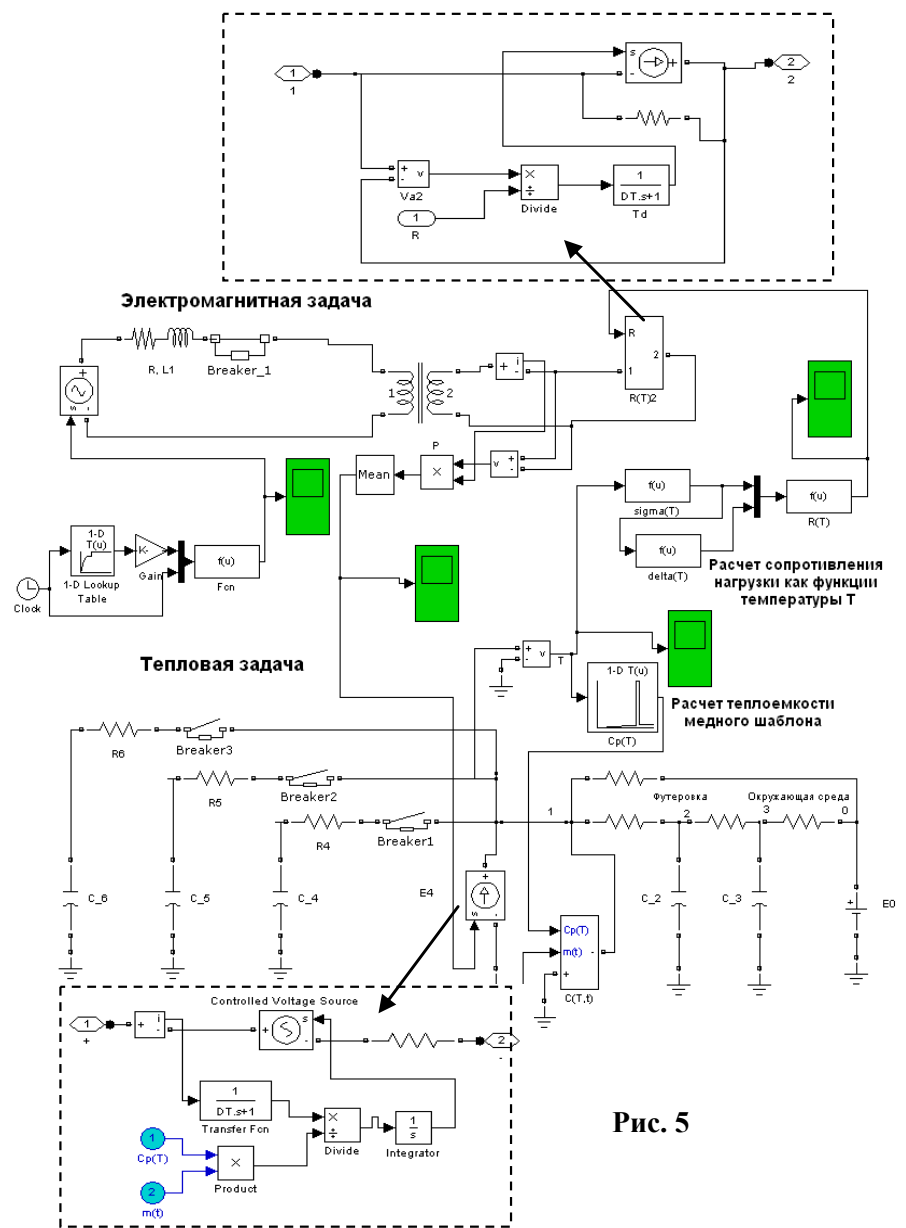 s
+
-
1
1
2
2
+
-
v
Va2
×
÷
Divide
1
DT.s+1
Td
1
R
Электромагнитная задача
R, L1
Breaker_1
+
s
-
1
2
+
i
-
R
1
2
R(T)2
P
×
Mean
v
+
-
f(u)
sigma(T)
f(u)
delta(T)
f(u)
R(T)
Расчет сопротивления
нагрузки как функции
температуры Т
1-D
T(u)
1-D Lookup
Table
K-
Gain
f(u)
Fcn
Clock
Тепловая задача
+
-
v
T
1-D T(u)
Cp(T)
Расчет теплоемкости
медного шаблона
R6
Breaker3
R5
Breaker2
R4
Breaker1
1
Футеровка
2
Окружающая среда
3
0
C_6
C_5
C_4
E4
+
s
-
C_2
C_3
+
E0
Cp(T)
m(t)
+
-
C(T,t)
Controlled Voltage Source
1
+
+
i
-
+
s
-
2
-
1
DT.s+1
Transfer Fcn
×
÷
Divide
1
s
Integrator
1
Cp(T)
×
Product
2
m(t)
Рис. 5